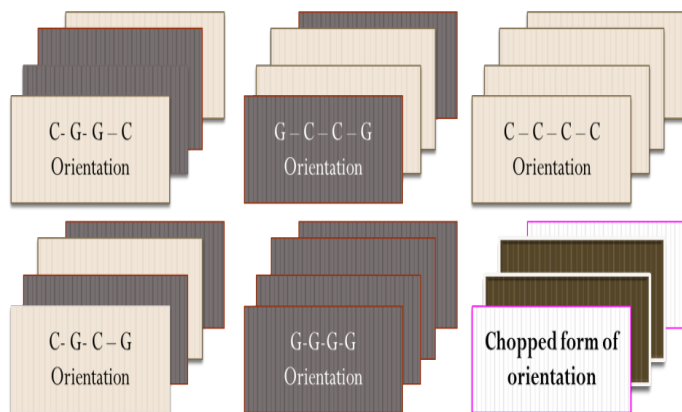 C- G- G – C
Orientation
G – C – C – G
Orientation
C – C – C – C
Orientation
C- G- C – G
Orientation
G-G-G-G
Orientation
Chopped form of
orientation